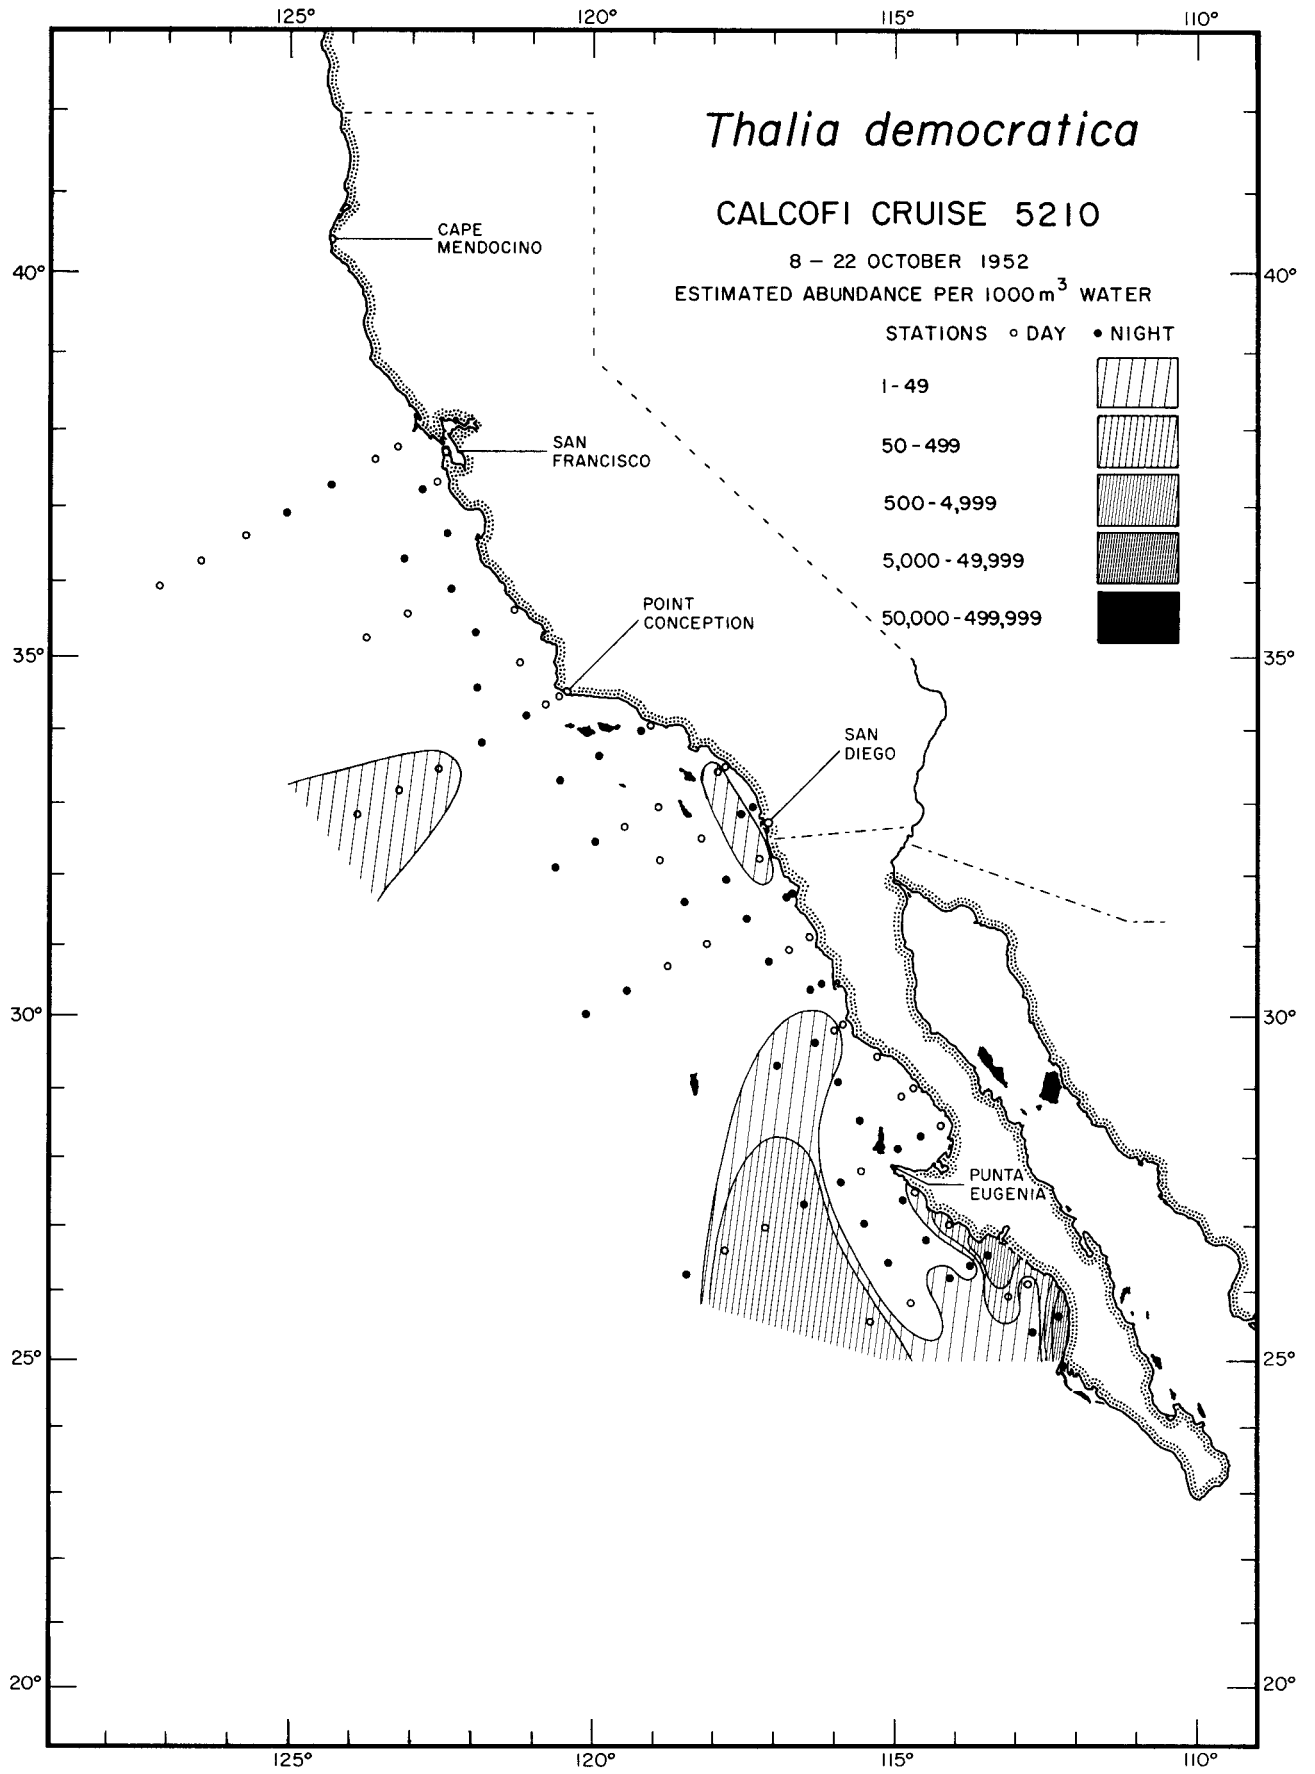 125° 120° 115° 110°
Thalia democratica
CALCOFI CRUISE 5210
8 – 22 OCTOBER 1952
ESTIMATED ABUNDANCE PER 1000 m³ WATER
STATIONS ○ DAY ● NIGHT
1 - 49
50 - 499
500 - 4,999
5,000 - 49,999
50,000 - 499,999
CAPE
MENDOCINO
40° 40°
SAN
FRANCISCO
POINT
CONCEPTION
35° 35°
SAN
DIEGO
30° 30°
PUNTA
EUGENIA
25° 25°
20° 20°
125° 120° 115° 110°